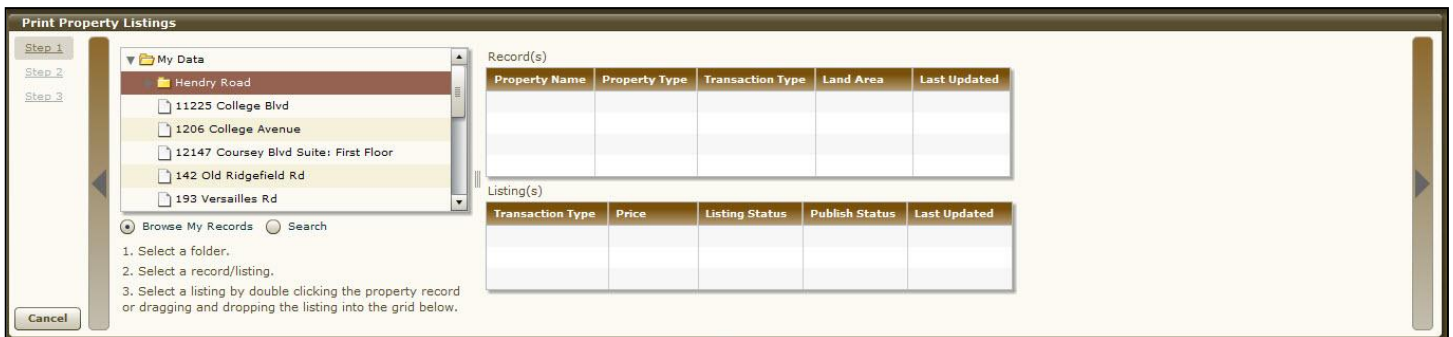 Print Property Listings
Step 1
Step 2
Step 3
Cancel
My Data
Hendry Road
11225 College Blvd
1206 College Avenue
12147 Coursey Blvd Suite: First Floor
142 Old Ridgefield Rd
193 Versailles Rd
Browse My Records Search
1. Select a folder.
2. Select a record/listing.
3. Select a listing by double clicking the property record
or dragging and dropping the listing into the grid below.
Record(s)
Property Name Property Type Transaction Type Land Area Last Updated
Listing(s)
Transaction Type Price Listing Status Publish Status Last Updated